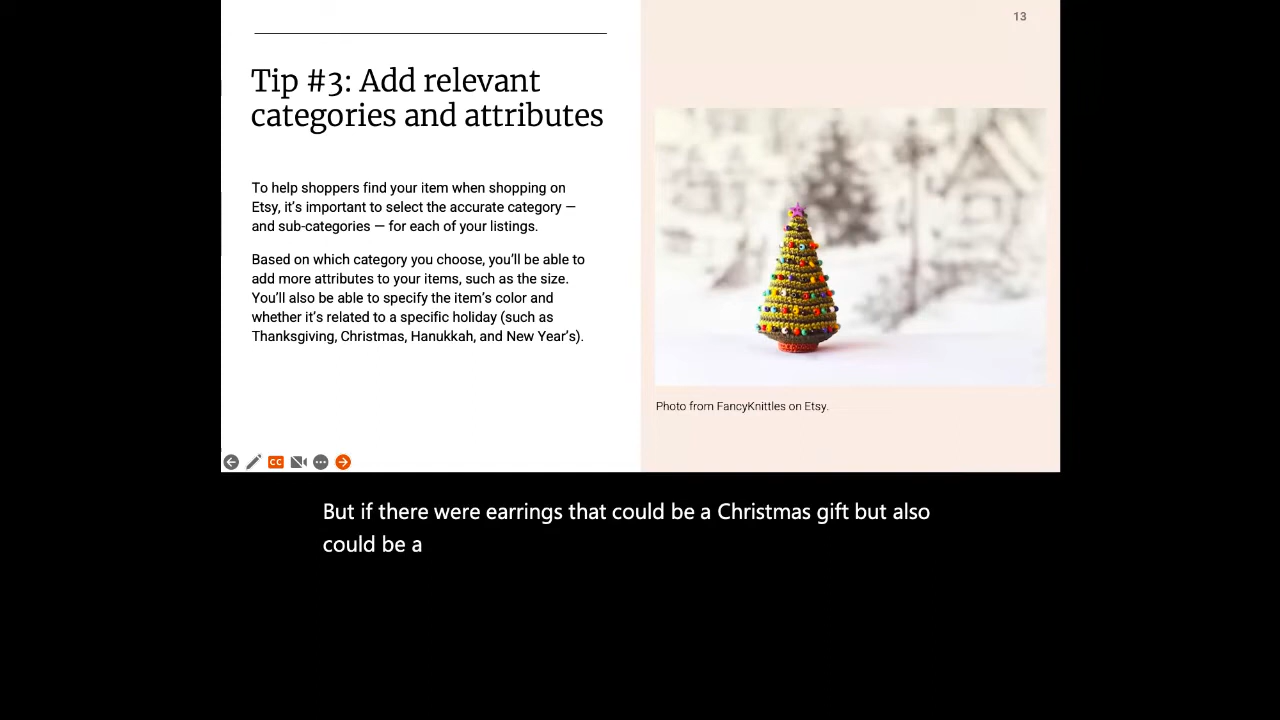 13
Tip #3: Add relevant
categories and attributes
To help shoppers find your item when shopping on
Etsy, it’s important to select the accurate category —
and sub-categories — for each of your listings.
Based on which category you choose, you’ll be able to
add more attributes to your items, such as the size.
You’ll also be able to specify the item’s color and
whether it’s related to a specific holiday (such as
Thanksgiving, Christmas, Hanukkah, and New Year’s).
Photo from FancyKnittles on Etsy.
CC
But if there were earrings that could be a Christmas gift but also
could be a